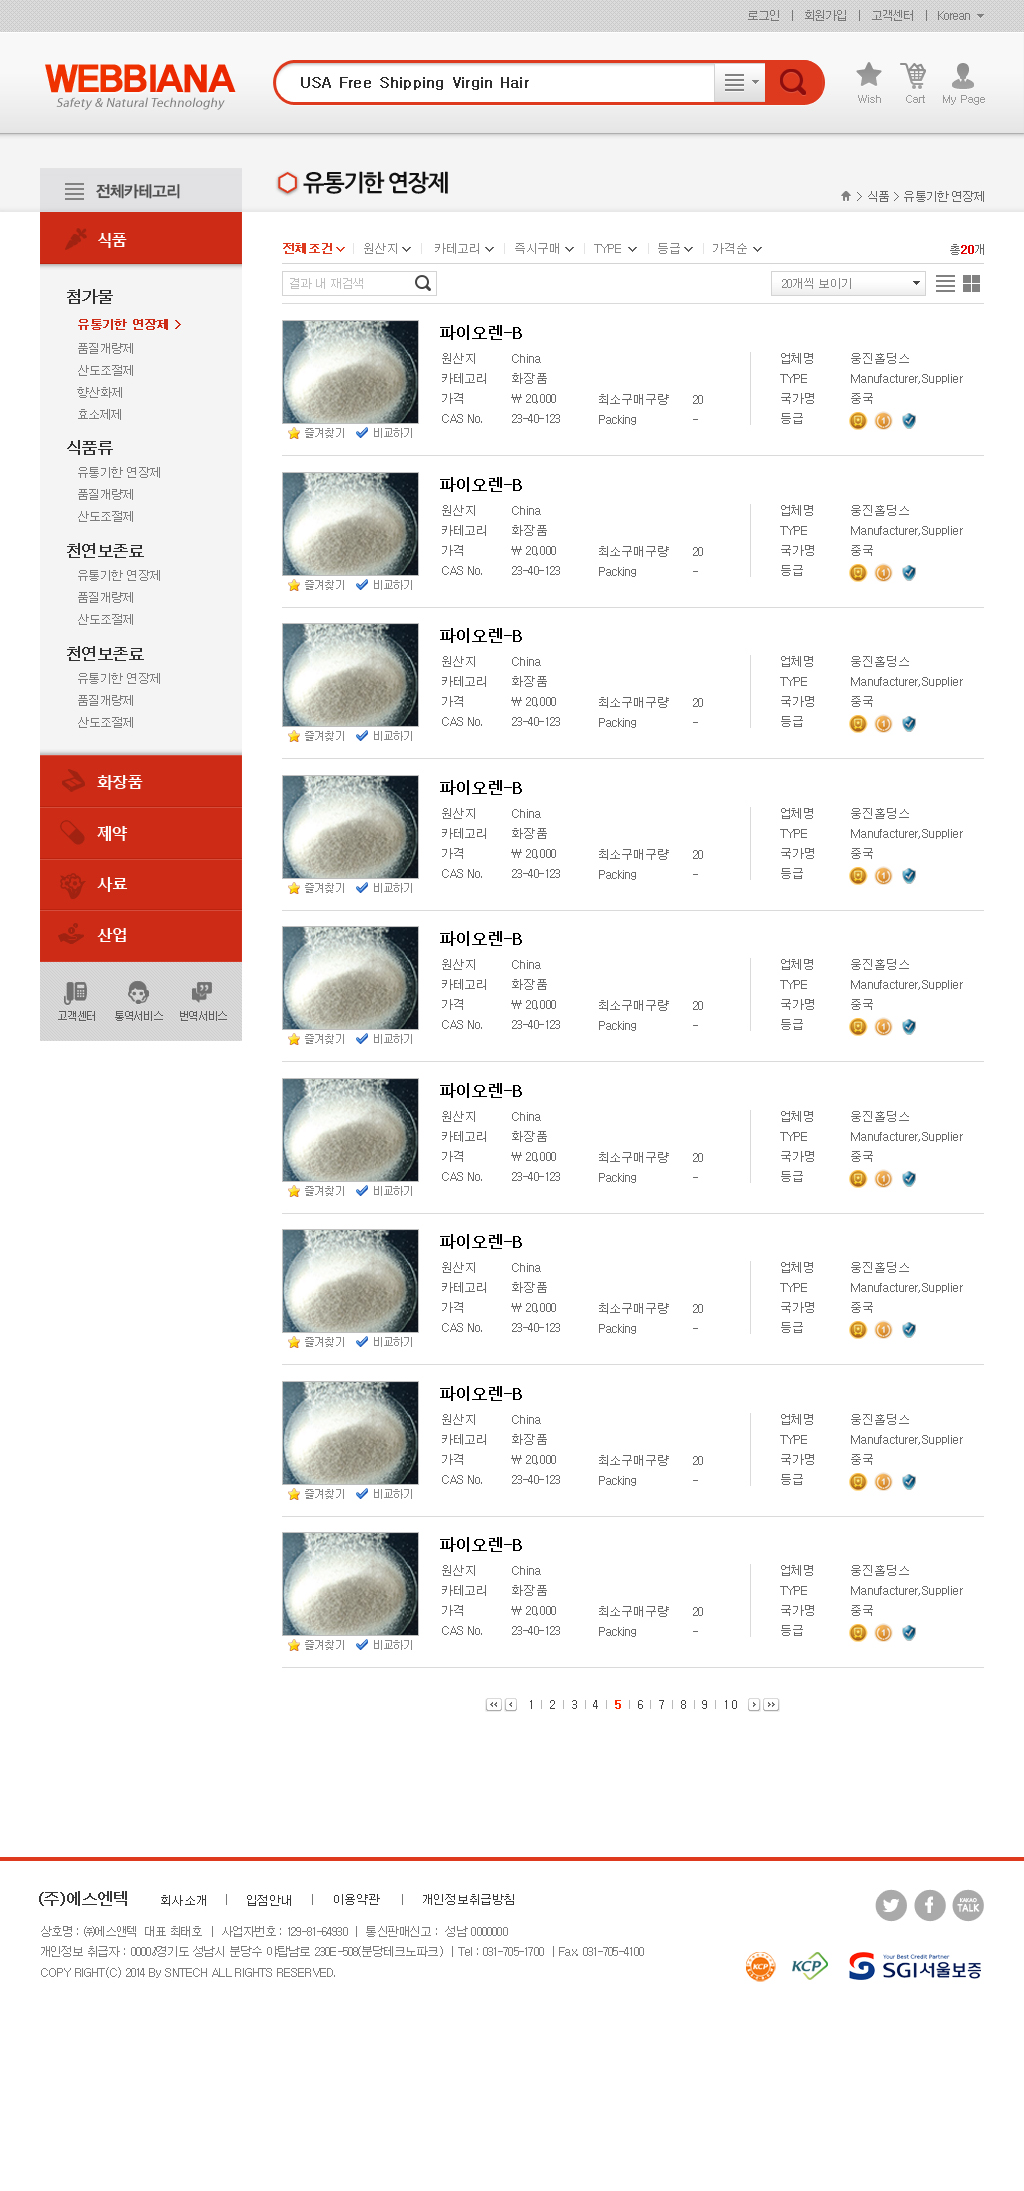 로그인 | 회원가입 | 고객센터 | Korean
WEBBIANA
Safety & Natural Technologhy
USA Free Shipping Virgin Hair
Wish Cart My Page
전체카테고리
유통기한 연장제
식품 > 유통기한 연장제
식품
첨가물
유통기한 연장제 >
품질개량제
산도조절제
향산화제
효소제제
식품류
유통기한 연장제
품질개량제
산도조절제
천연보존료
유통기한 연장제
품질개량제
산도조절제
천연보존료
유통기한 연장제
품질개량제
산도조절제
화장품
제약
사료
산업
고객센터 통역서비스 번역서비스
전체 조건 원산지 카테고리 즉시구매 TYPE 등급 가격순 총20개
결과 내 재검색 20개씩 보이기
파이오렌-B
원산지 China 업체명 웅진홀딩스
카테고리 화장품 TYPE Manufacturer,Supplier
가격 ₩ 20,000 최소구매구량 20 국가명 중국
CAS No. 23-40-123 Packing - 등급
즐겨찾기 비교하기
파이오렌-B
원산지 China 업체명 웅진홀딩스
카테고리 화장품 TYPE Manufacturer,Supplier
가격 ₩ 20,000 최소구매구량 20 국가명 중국
CAS No. 23-40-123 Packing - 등급
즐겨찾기 비교하기
파이오렌-B
원산지 China 업체명 웅진홀딩스
카테고리 화장품 TYPE Manufacturer,Supplier
가격 ₩ 20,000 최소구매구량 20 국가명 중국
CAS No. 23-40-123 Packing - 등급
즐겨찾기 비교하기
파이오렌-B
원산지 China 업체명 웅진홀딩스
카테고리 화장품 TYPE Manufacturer,Supplier
가격 ₩ 20,000 최소구매구량 20 국가명 중국
CAS No. 23-40-123 Packing - 등급
즐겨찾기 비교하기
파이오렌-B
원산지 China 업체명 웅진홀딩스
카테고리 화장품 TYPE Manufacturer,Supplier
가격 ₩ 20,000 최소구매구량 20 국가명 중국
CAS No. 23-40-123 Packing - 등급
즐겨찾기 비교하기
파이오렌-B
원산지 China 업체명 웅진홀딩스
카테고리 화장품 TYPE Manufacturer,Supplier
가격 ₩ 20,000 최소구매구량 20 국가명 중국
CAS No. 23-40-123 Packing - 등급
즐겨찾기 비교하기
파이오렌-B
원산지 China 업체명 웅진홀딩스
카테고리 화장품 TYPE Manufacturer,Supplier
가격 ₩ 20,000 최소구매구량 20 국가명 중국
CAS No. 23-40-123 Packing - 등급
즐겨찾기 비교하기
파이오렌-B
원산지 China 업체명 웅진홀딩스
카테고리 화장품 TYPE Manufacturer,Supplier
가격 ₩ 20,000 최소구매구량 20 국가명 중국
CAS No. 23-40-123 Packing - 등급
즐겨찾기 비교하기
파이오렌-B
원산지 China 업체명 웅진홀딩스
카테고리 화장품 TYPE Manufacturer,Supplier
가격 ₩ 20,000 최소구매구량 20 국가명 중국
CAS No. 23-40-123 Packing - 등급
즐겨찾기 비교하기
1 | 2 | 3 | 4 | 5 | 6 | 7 | 8 | 9 | 10
(주)에스엔텍 회사소개 | 입점안내 | 이용약관 | 개인정보취급방침
KAKAO TALK
상호명 : ㈜에스앤텍 대표 최태호 | 사업자번호 : 129-81-64930 | 통신판매신고 : 성남 0000000
개인정보 취급자 : 0000/경기도 성남시 분당수 야탑남로 230E-509(분당테크노파크) | Tel : 031-705-1700 | Fax. 031-705-4100
COPY RIGHT(C) 2014 By SNTECH ALL RIGHTS RESERVED.
KCP KCP
Your Best Credit Partner
SGI서울보증